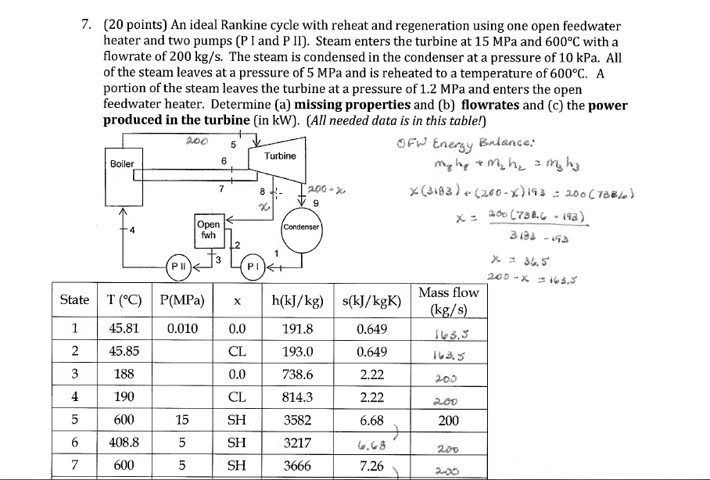 7. (20 points) An ideal Rankine cycle with reheat and regeneration using one open feedwater
heater and two pumps (P I and P II). Steam enters the turbine at 15 MPa and 600°C with a
flowrate of 200 kg/s. The steam is condensed in the condenser at a pressure of 10 kPa. All
of the steam leaves at a pressure of 5 MPa and is reheated to a temperature of 600°C. A
portion of the steam leaves the turbine at a pressure of 1.2 MPa and enters the open
feedwater heater. Determine (a) missing properties and (b) flowrates and (c) the power
produced in the turbine (in kW). (All needed data is in this table!)
OFW Energy Balance:
m8h8 + m2h2 = m3h3
x(3183) + (200-x)193 = 200(738.6)
x = 200(738.6 - 193)
3183 - 193
x = 36.5
200 - x = 163.5
200
5
Boiler
6
Turbine
7
8
x
200-x
9
4
Open
fwh
Condenser
2
3
1
P II
P I
State T (°C) P(MPa) x h(kJ/kg) s(kJ/kgK) Mass flow (kg/s)
1 45.81 0.010 0.0 191.8 0.649 163.5
2 45.85 CL 193.0 0.649 163.5
3 188 0.0 738.6 2.22 200
4 190 CL 814.3 2.22 200
5 600 15 SH 3582 6.68 200
6 408.8 5 SH 3217 6.68 200
7 600 5 SH 3666 7.26 200